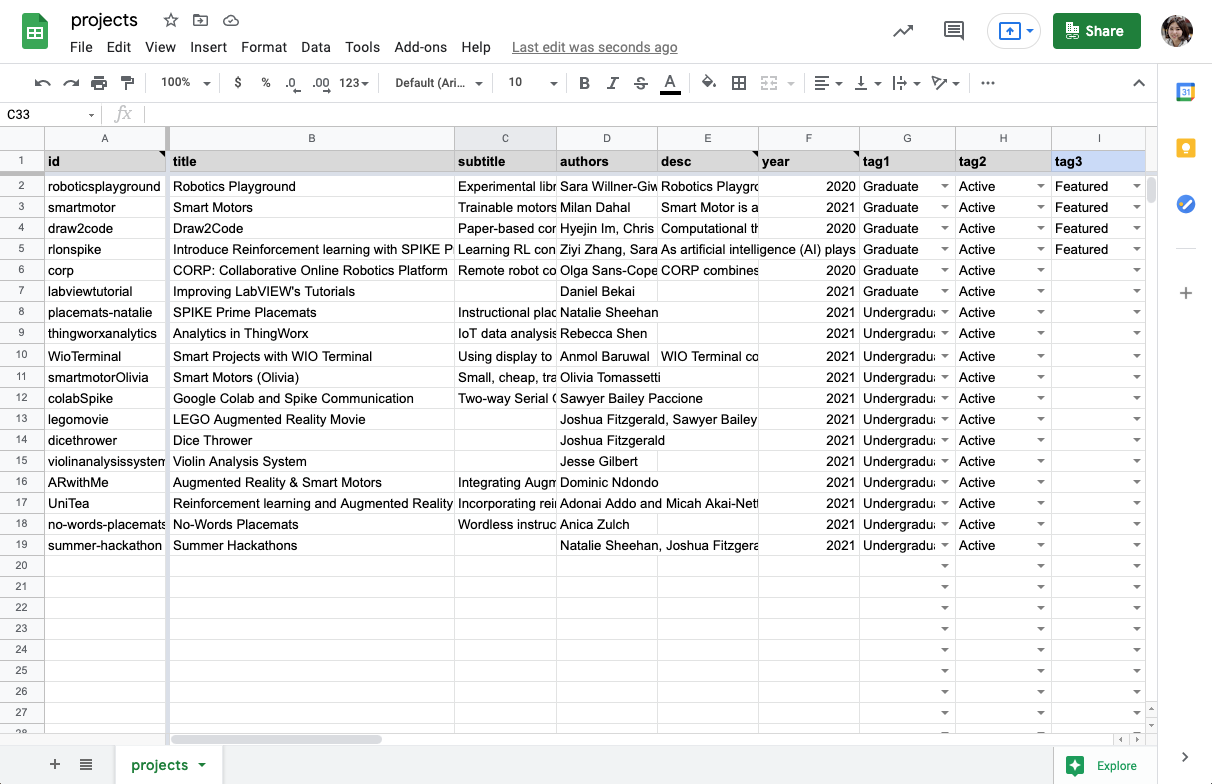 projects
File Edit View Insert Format Data Tools Add-ons Help Last edit was seconds ago
Share
100% $ % .0 .00 123 Default (Ari... 10 B I S A
31
C33 fx
A B C D E F G H I
1 id title subtitle authors desc year tag1 tag2 tag3
2 roboticsplayground Robotics Playground Experimental libr Sara Willner-Giw Robotics Playgro 2020 Graduate Active Featured
3 smartmotor Smart Motors Trainable motors Milan Dahal Smart Motor is a 2021 Graduate Active Featured
4 draw2code Draw2Code Paper-based con Hyejin Im, Chris Computational th 2020 Graduate Active Featured
5 rlonspike Introduce Reinforcement learning with SPIKE P Learning RL con Ziyi Zhang, Sara As artificial intelligence (AI) plays 2021 Graduate Active Featured
6 corp CORP: Collaborative Online Robotics Platform Remote robot co Olga Sans-Cope CORP combines 2020 Graduate Active
7 labviewtutorial Improving LabVIEW's Tutorials Daniel Bekai 2021 Graduate Active
8 placemats-natalie SPIKE Prime Placemats Instructional plac Natalie Sheehan 2021 Undergradu Active
9 thingworxanalytics Analytics in ThingWorx IoT data analysis Rebecca Shen 2021 Undergradu Active
10 WioTerminal Smart Projects with WIO Terminal Using display to Anmol Baruwal WIO Terminal co 2021 Undergradu Active
11 smartmotorOlivia Smart Motors (Olivia) Small, cheap, tra Olivia Tomassetti 2021 Undergradu Active
12 colabSpike Google Colab and Spike Communication Two-way Serial C Sawyer Bailey Paccione 2021 Undergradu Active
13 legomovie LEGO Augmented Reality Movie Joshua Fitzgerald, Sawyer Bailey 2021 Undergradu Active
14 dicethrower Dice Thrower Joshua Fitzgerald 2021 Undergradu Active
15 violinanalysissystem Violin Analysis System Jesse Gilbert 2021 Undergradu Active
16 ARwithMe Augmented Reality & Smart Motors Integrating Augm Dominic Ndondo 2021 Undergradu Active
17 UniTea Reinforcement learning and Augmented Reality Incorporating rei Adonai Addo and Micah Akai-Nett 2021 Undergradu Active
18 no-words-placemats No-Words Placemats Wordless instruc Anica Zulch 2021 Undergradu Active
19 summer-hackathon Summer Hackathons Natalie Sheehan, Joshua Fitzgera 2021 Undergradu Active
20
21
22
23
24
25
26
27
28
projects Explore